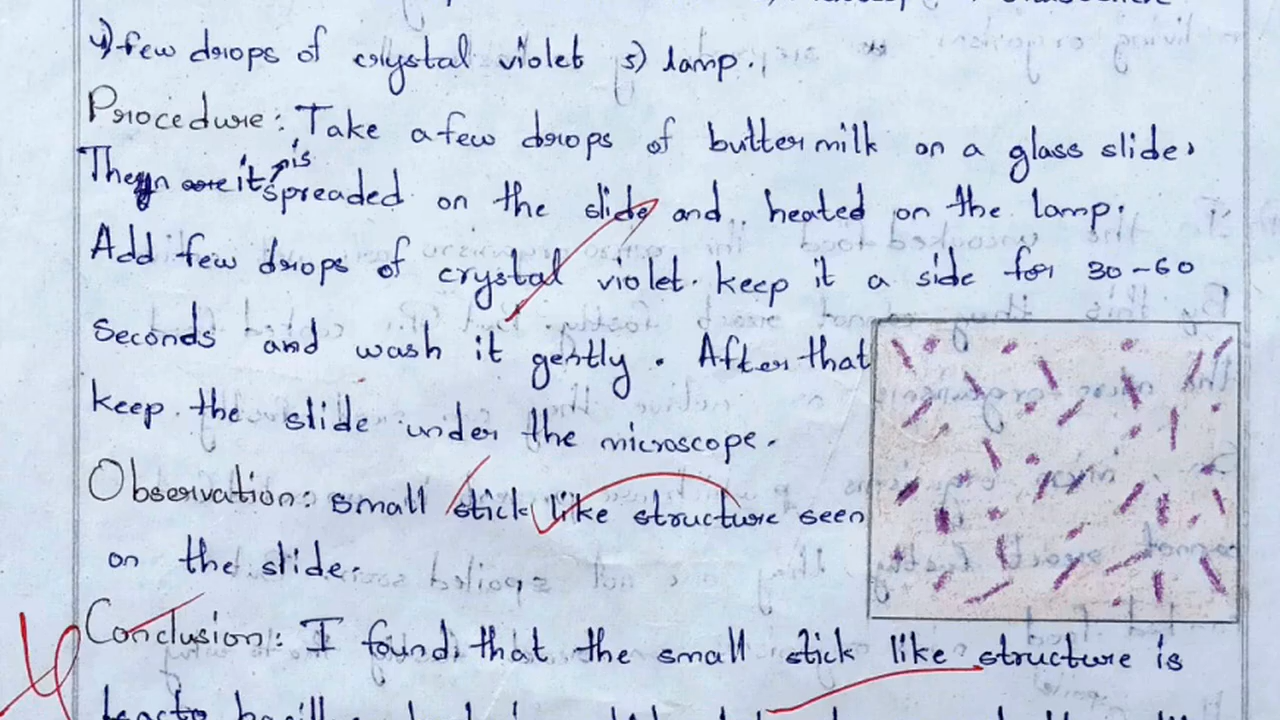 4) few drops of crystal violet 5) lamp.
Procedure: Take a few drops of butter milk on a glass slide.
Then it is spreaded on the slide and heated on the lamp.
Add few drops of crystal violet. keep it a side for 30-60
Seconds and wash it gently. After that
keep the slide under the microscope.
Observation: small stick like structure seen
on the slide.
Conclusion: I found that the small stick like structure is